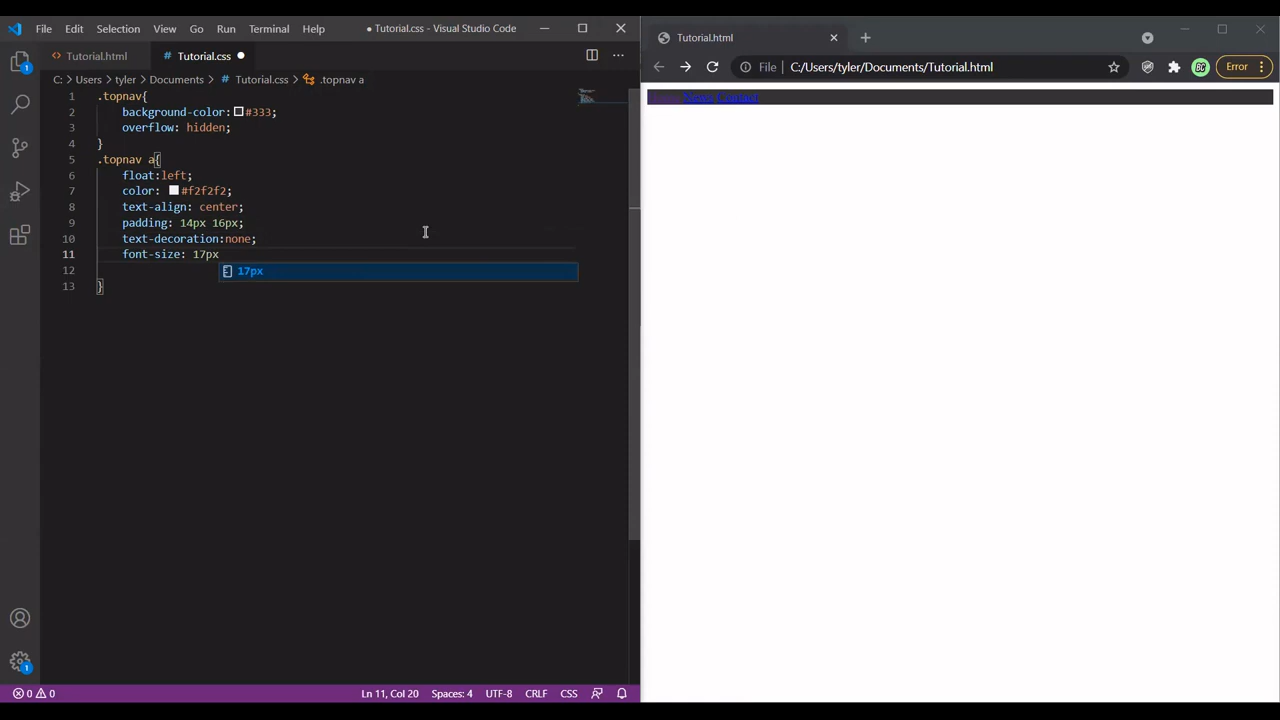 File Edit Selection View Go Run Terminal Help
● Tutorial.css - Visual Studio Code
Tutorial.html
Tutorial.css
C: > Users > tyler > Documents > # Tutorial.css > .topnav a
1 .topnav{
2 background-color: #333;
3 overflow: hidden;
4 }
5 .topnav a{
6 float:left;
7 color: #f2f2f2;
8 text-align: center;
9 padding: 14px 16px;
10 text-decoration:none;
11 font-size: 17px
17px
12
13 }
0 0
Ln 11, Col 20 Spaces: 4 UTF-8 CRLF CSS
1
1
Tutorial.html
File C:/Users/tyler/Documents/Tutorial.html
Error
News Contact